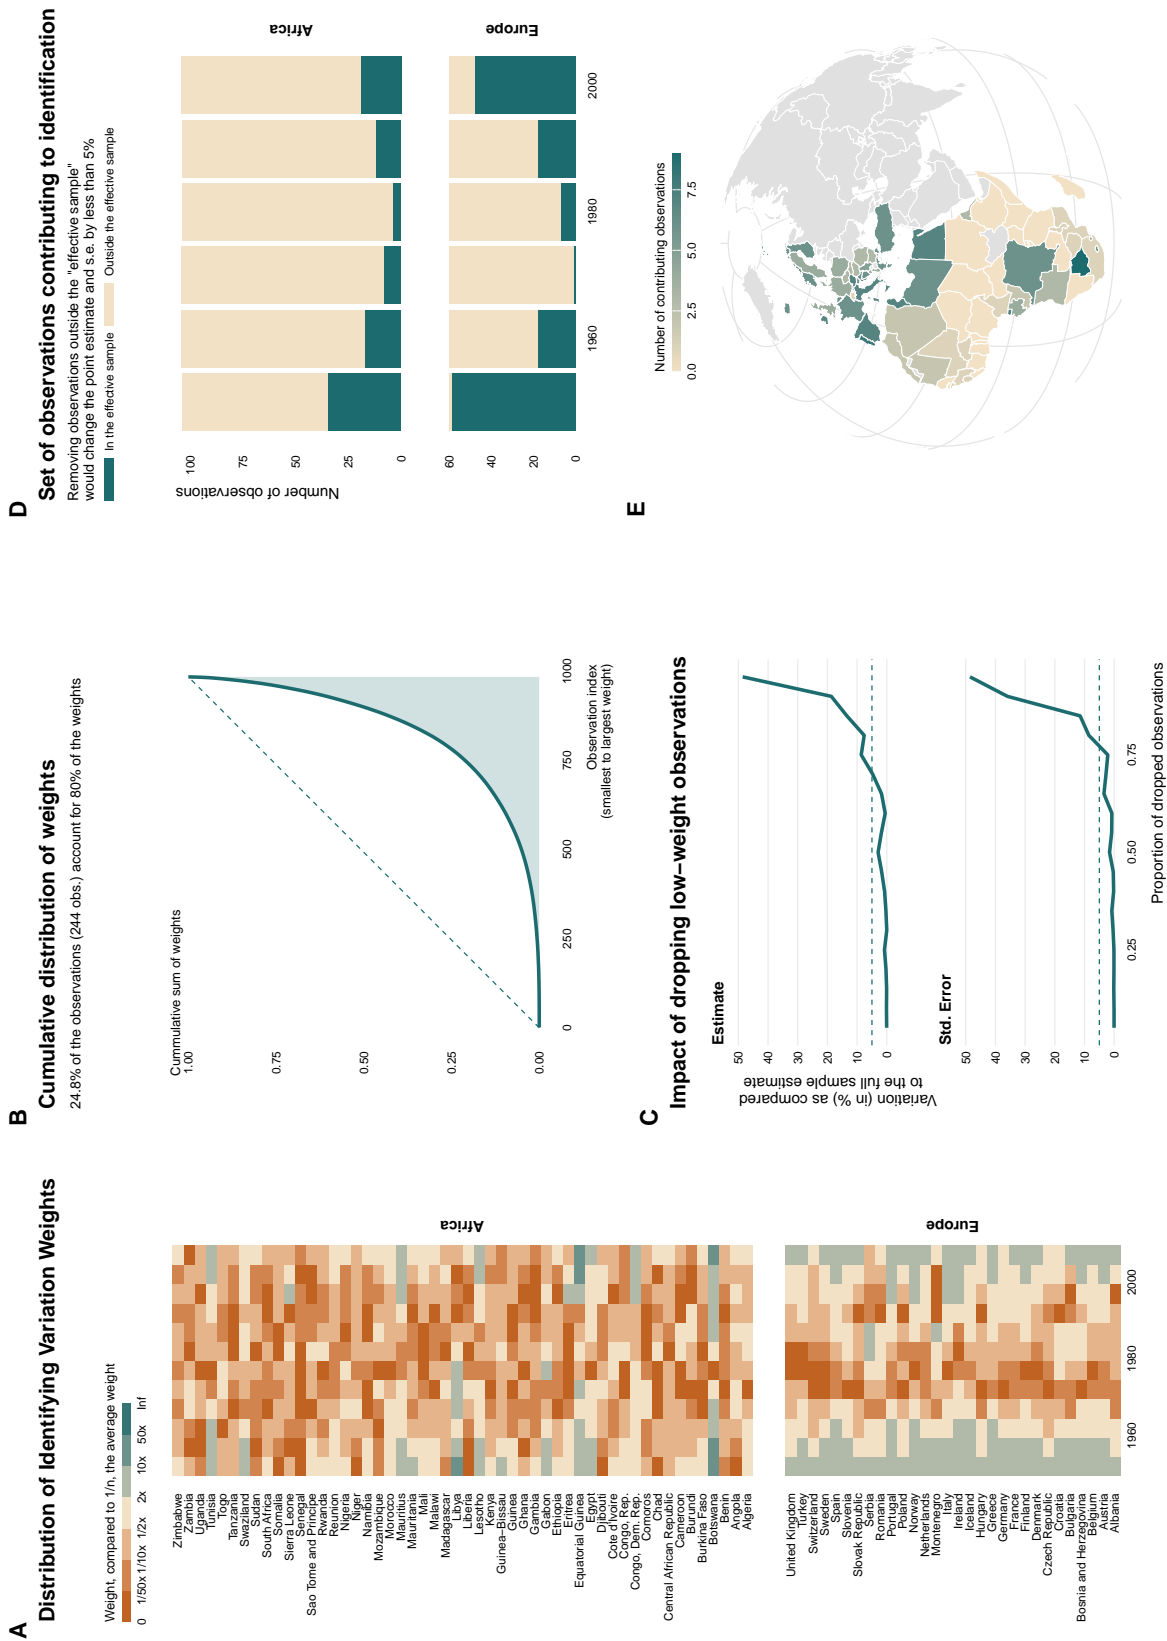 A
Distribution of Identifying Variation Weights
Weight, compared to 1/n, the average weight
0 1/50x 1/10x 1/2x 2x 10x 50x Inf
Zimbabwe
Zambia
Uganda
Tunisia
Togo
Tanzania
Swaziland
Sudan
South Africa
Somalia
Sierra Leone
Senegal
Sao Tome and Principe
Rwanda
Reunion
Nigeria
Niger
Namibia
Mozambique
Morocco
Mauritius
Mauritania
Mali
Malawi
Madagascar
Libya
Liberia
Lesotho
Kenya
Guinea−Bissau
Guinea
Ghana
Gambia
Gabon
Ethiopia
Eritrea
Equatorial Guinea
Egypt
Djibouti
Cote d'Ivoire
Congo, Rep.
Congo, Dem. Rep.
Comoros
Chad
Central African Republic
Cameroon
Burundi
Burkina Faso
Botswana
Benin
Angola
Algeria
Africa
United Kingdom
Turkey
Switzerland
Sweden
Spain
Slovenia
Slovak Republic
Serbia
Romania
Portugal
Poland
Norway
Netherlands
Montenegro
Italy
Ireland
Iceland
Hungary
Greece
Germany
France
Finland
Denmark
Czech Republic
Croatia
Bulgaria
Bosnia and Herzegovina
Belgium
Austria
Albania
Europe
1960 1980 2000
B
Cumulative distribution of weights
24.8% of the observations (244 obs.) account for 80% of the weights
Cummulative sum of weights
1.00
0.75
0.50
0.25
0.00
0 250 500 750 1000
Observation index
(smallest to largest weight)
C
Impact of dropping low−weight observations
Estimate
50
40
30
20
10
0
Std. Error
50
40
30
20
10
0
Variation (in %) as compared
to the full sample estimate
0.25 0.50 0.75
Proportion of dropped observations
D
Set of observations contributing to identification
Removing observations outside the "effective sample"
would change the point estimate and s.e. by less than 5%
In the effective sample Outside the effective sample
Number of observations
100
75
50
25
0
Africa
60
40
20
0
Europe
1960 1980 2000
E
Number of contributing observations
0.0 2.5 5.0 7.5